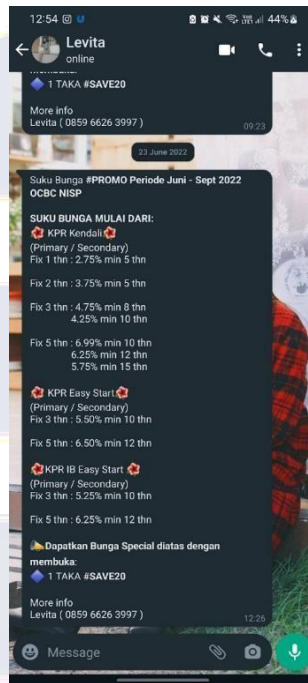 12:54
44%
Levita
online
1 TAKA #SAVE20
More info
Levita ( 0859 6626 3997 )
09:23
23 June 2022
Suku Bunga #PROMO Periode Juni - Sept 2022
OCBC NISP
SUKU BUNGA MULAI DARI:
KPR Kendali
(Primary / Secondary)
Fix 1 thn : 2.75% min 5 thn
Fix 2 thn : 3.75% min 5 thn
Fix 3 thn : 4.75% min 8 thn
4.25% min 10 thn
Fix 5 thn : 6.99% min 10 thn
6.25% min 12 thn
5.75% min 15 thn
KPR Easy Start
(Primary / Secondary)
Fix 3 thn : 5.50% min 10 thn
Fix 5 thn : 6.50% min 12 thn
KPR IB Easy Start
(Primary / Secondary)
Fix 3 thn : 5.25% min 10 thn
Fix 5 thn : 6.25% min 12 thn
Dapatkan Bunga Special diatas dengan
membuka:
1 TAKA #SAVE20
More info
Levita ( 0859 6626 3997 )
12:26
Message